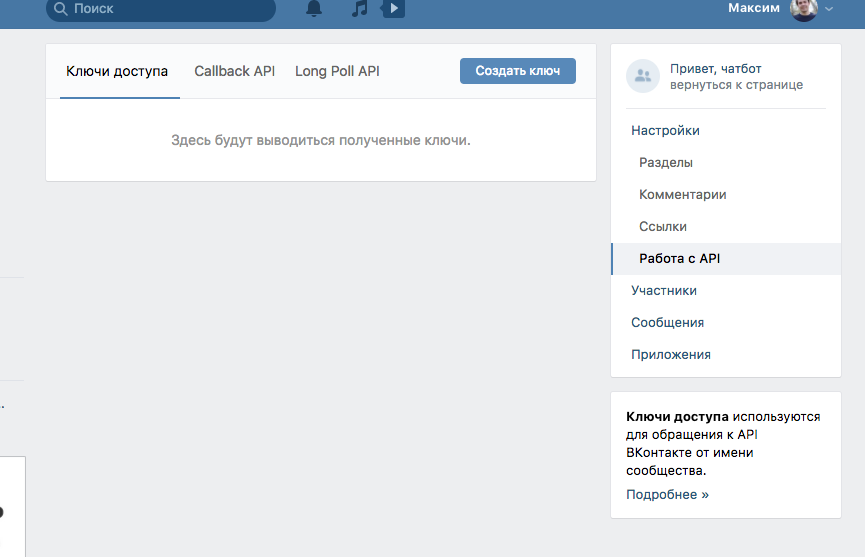 Поиск
Максим
Ключи доступа
Callback API
Long Poll API
Создать ключ
Здесь будут выводиться полученные ключи.
Привет, чатбот
вернуться к странице
Настройки
Разделы
Комментарии
Ссылки
Работа с API
Участники
Сообщения
Приложения
Ключи доступа используются
для обращения к API
ВКонтакте от имени
сообщества.
Подробнее »